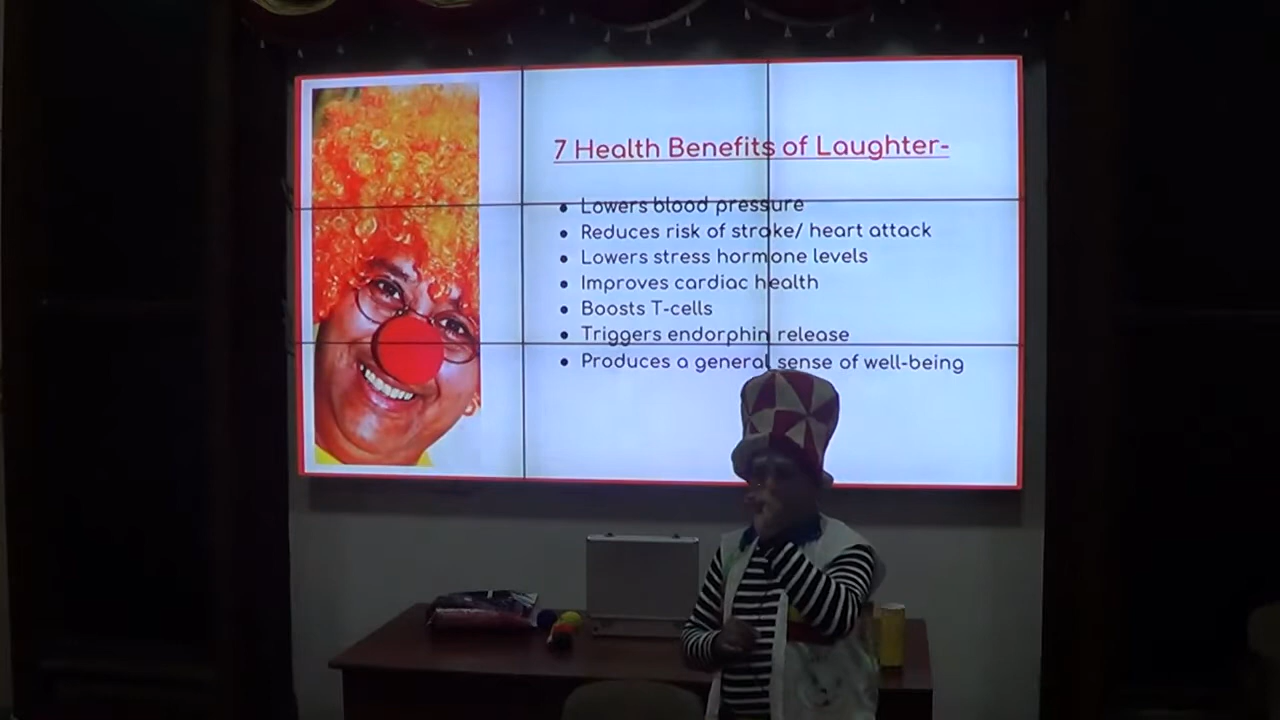 7 Health Benefits of Laughter-
● Lowers blood pressure
● Reduces risk of stroke/ heart attack
● Lowers stress hormone levels
● Improves cardiac health
● Boosts T-cells
● Triggers endorphin release
● Produces a general sense of well-being